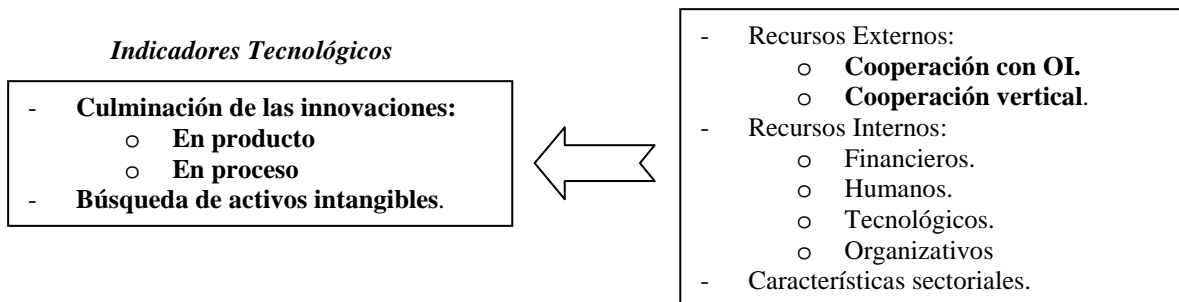 Indicadores Tecnológicos
- Culminación de las innovaciones:
o En producto
o En proceso
- Búsqueda de activos intangibles.
- Recursos Externos:
o Cooperación con OI.
o Cooperación vertical.
- Recursos Internos:
o Financieros.
o Humanos.
o Tecnológicos.
o Organizativos
- Características sectoriales.